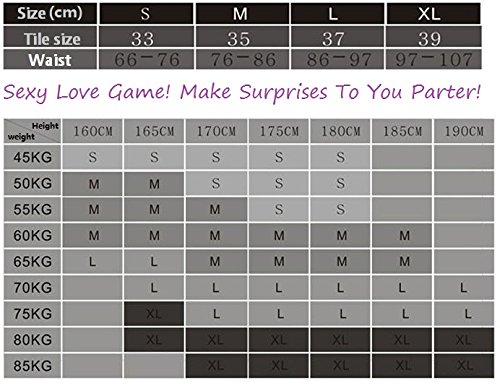 Size (cm) S M L XL
Tile size 33 35 37 39
Waist 66-76 76-86 86-97 97-107
Sexy Love Game! Make Surprises To You Parter!
Height
weight 160CM 165CM 170CM 175CM 180CM 185CM 190CM
45KG S S S S S
50KG M M S S S
55KG M M M S S
60KG M M M M M M
65KG L L M M M M
70KG L L L L L L
75KG XL L L L L L
80KG XL XL XL XL XL XL
85KG XL XL XL XL XL